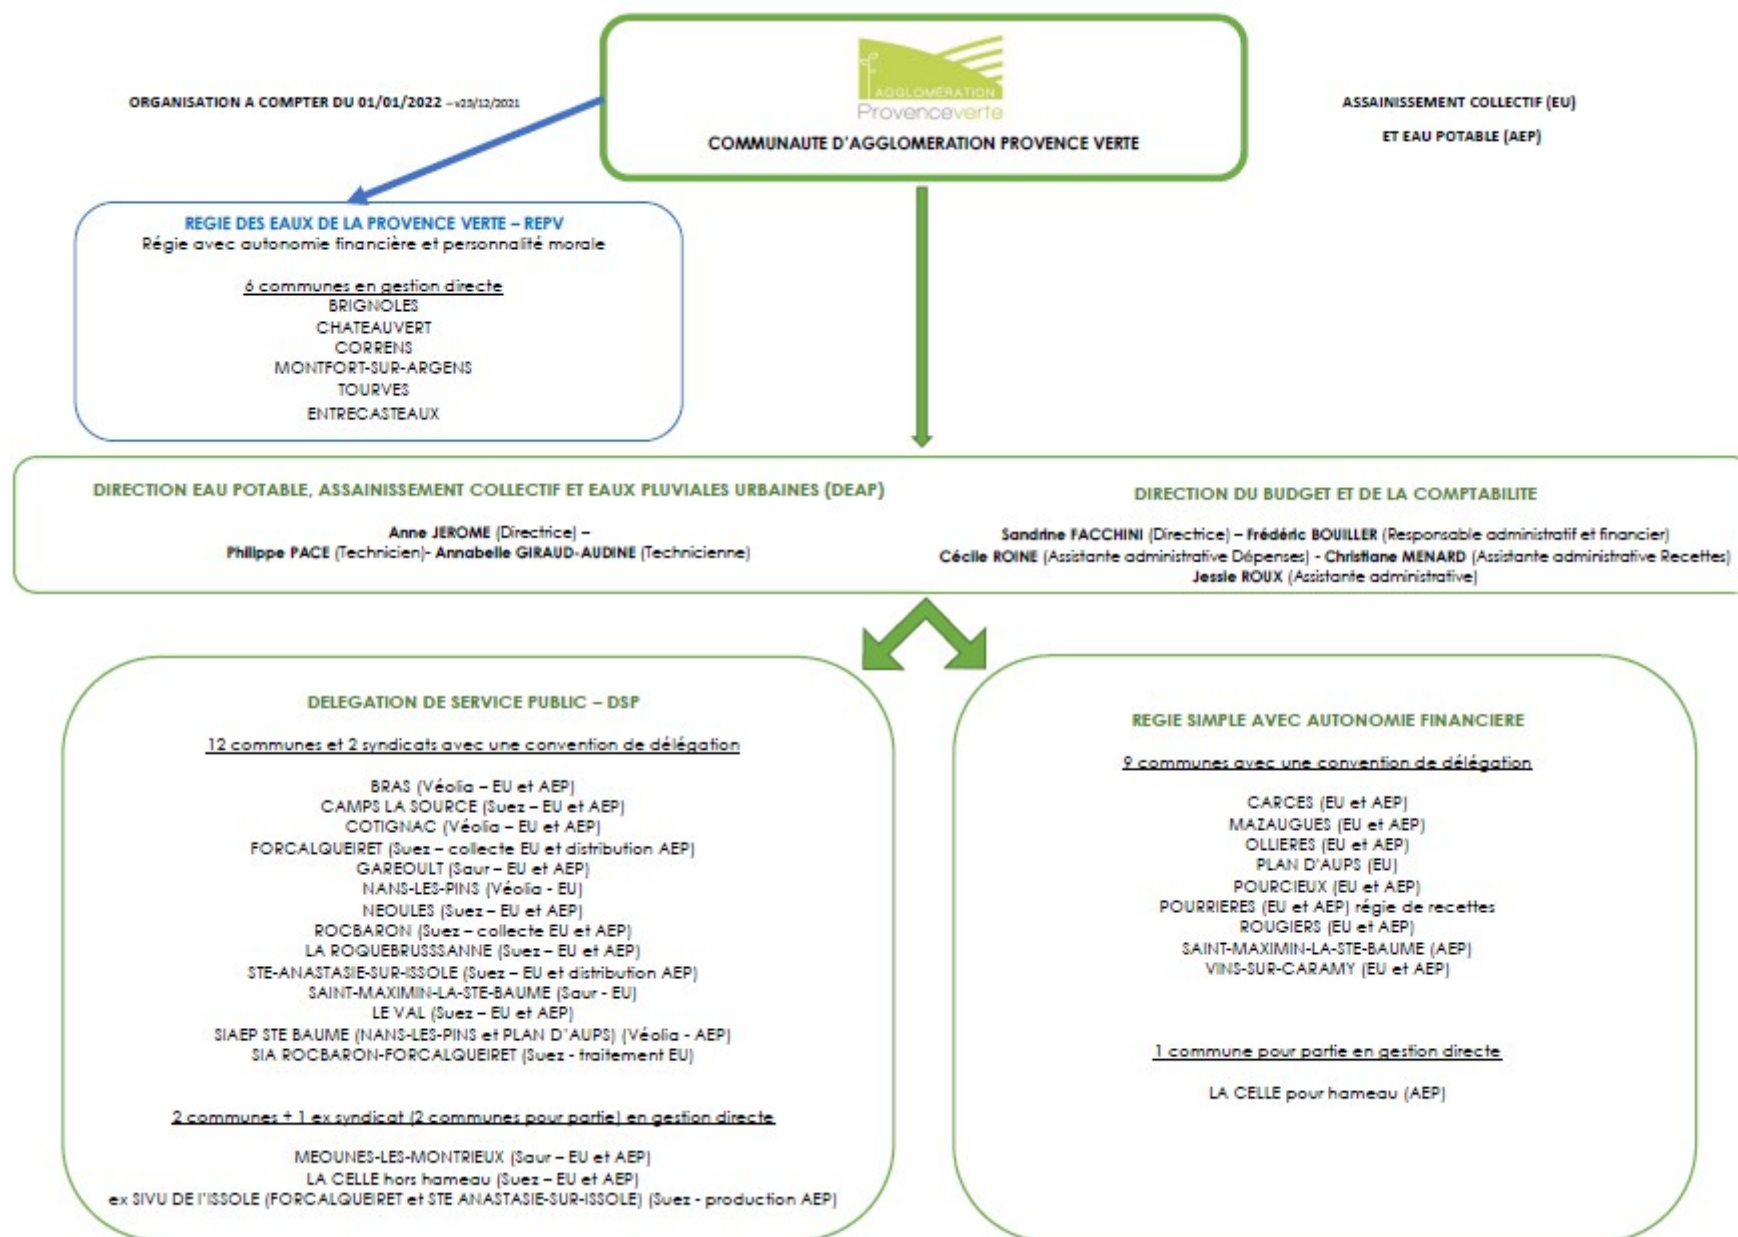 ORGANISATION A COMPTER DU 01/01/2022 – v23/12/2021
AGGLOMÉRATION
Provenceverte
COMMUNAUTE D'AGGLOMERATION PROVENCE VERTE
ASSAINISSEMENT COLLECTIF (EU)
ET EAU POTABLE (AEP)
REGIE DES EAUX DE LA PROVENCE VERTE – REPV
Régie avec autonomie financière et personnalité morale
6 communes en gestion directe
BRIGNOLES
CHATEAUVERT
CORRENS
MONTFORT-SUR-ARGENS
TOURVES
ENTRECASTEAUX
DIRECTION EAU POTABLE, ASSAINISSEMENT COLLECTIF ET EAUX PLUVIALES URBAINES (DEAP)
Anne JEROME (Directrice) –
Philippe PACE (Technicien)- Annabelle GIRAUD-AUDINE (Technicienne)
DIRECTION DU BUDGET ET DE LA COMPTABILITE
Sandrine FACCHINI (Directrice) – Frédéric BOUILLER (Responsable administratif et financier)
Cécile ROINE (Assistante administrative Dépenses) - Christiane MENARD (Assistante administrative Recettes)
Jessie ROUX (Assistante administrative)
DELEGATION DE SERVICE PUBLIC – DSP
12 communes et 2 syndicats avec une convention de délégation
BRAS (Véolia – EU et AEP)
CAMPS LA SOURCE (Suez – EU et AEP)
COTIGNAC (Véolia – EU et AEP)
FORCALQUEIRET (Suez – collecte EU et distribution AEP)
GAREOULT (Saur – EU et AEP)
NANS-LES-PINS (Véolia - EU)
NEOULES (Suez – EU et AEP)
ROCBARON (Suez – collecte EU et AEP)
LA ROQUEBRUSSSANNE (Suez – EU et AEP)
STE-ANASTASIE-SUR-ISSOLE (Suez – EU et distribution AEP)
SAINT-MAXIMIN-LA-STE-BAUME (Saur - EU)
LE VAL (Suez – EU et AEP)
SIAEP STE BAUME (NANS-LES-PINS et PLAN D'AUPS) (Véolia - AEP)
SIA ROCBARON-FORCALQUEIRET (Suez - traitement EU)
2 communes + 1 ex syndicat (2 communes pour partie) en gestion directe
MEOUNES-LES-MONTRIEUX (Saur – EU et AEP)
LA CELLE hors hameau (Suez – EU et AEP)
ex SIVU DE l'ISSOLE (FORCALQUEIRET et STE ANASTASIE-SUR-ISSOLE) (Suez - production AEP)
REGIE SIMPLE AVEC AUTONOMIE FINANCIERE
9 communes avec une convention de délégation
CARCES (EU et AEP)
MAZAUGUES (EU et AEP)
OLLIERES (EU et AEP)
PLAN D'AUPS (EU)
POURCIEUX (EU et AEP)
POURRIERES (EU et AEP) régie de recettes
ROUGIERS (EU et AEP)
SAINT-MAXIMIN-LA-STE-BAUME (AEP)
VINS-SUR-CARAMY (EU et AEP)
1 commune pour partie en gestion directe
LA CELLE pour hameau (AEP)